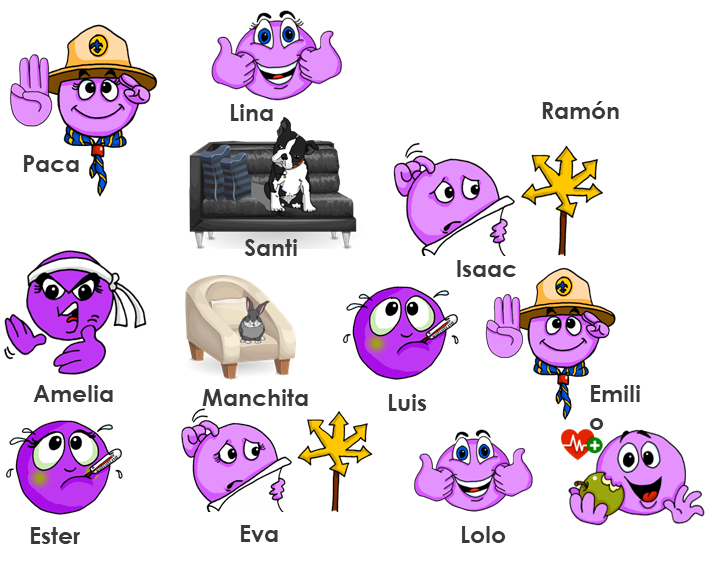 Lina
Ramón
Paca
Santi
Isaac
Amelia
Manchita
Luis
Emili
o
Ester
Eva
Lolo